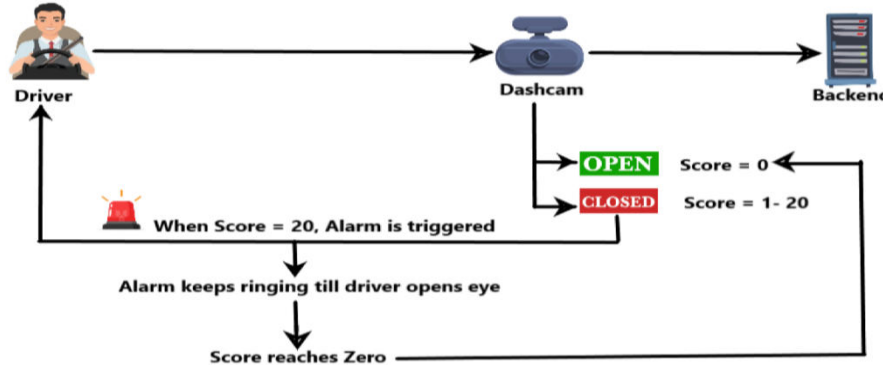 Driver
Dashcam
Backend
OPEN Score = 0
CLOSED Score = 1- 20
When Score = 20, Alarm is triggered
Alarm keeps ringing till driver opens eye
Score reaches Zero